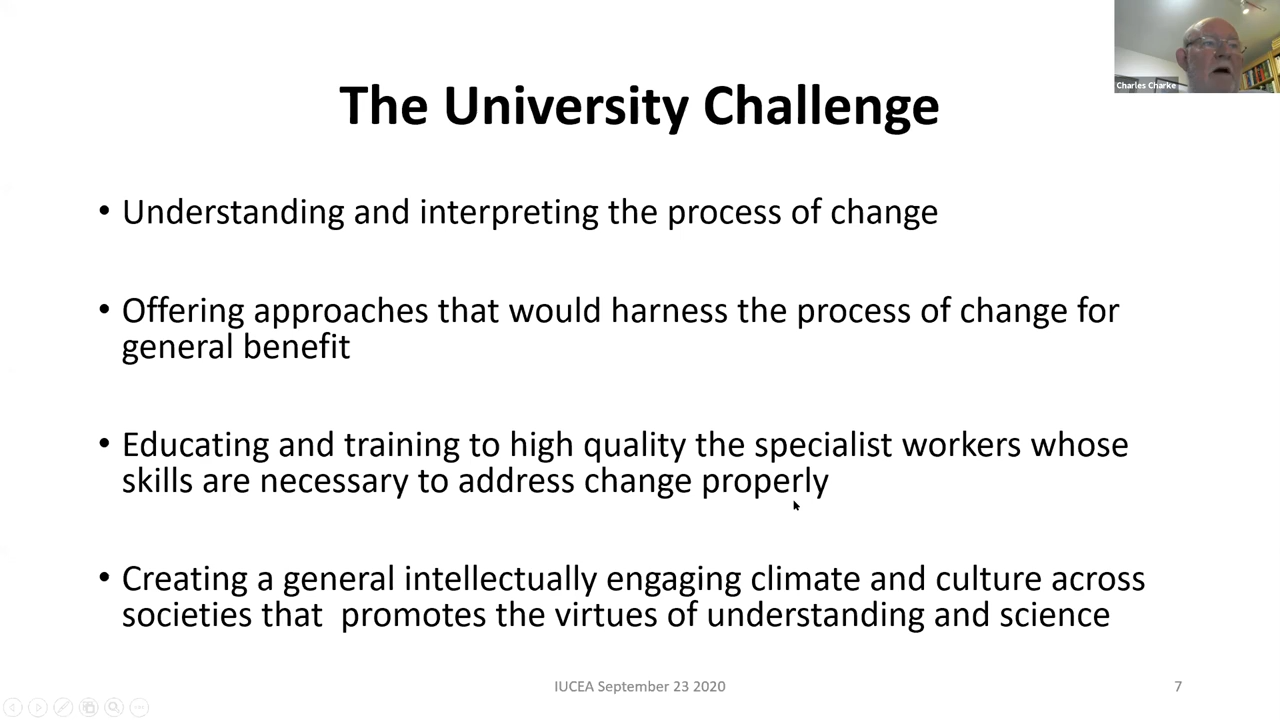 Charles Charke
The University Challenge
• Understanding and interpreting the process of change
• Offering approaches that would harness the process of change for
general benefit
• Educating and training to high quality the specialist workers whose
skills are necessary to address change properly
• Creating a general intellectually engaging climate and culture across
societies that  promotes the virtues of understanding and science
IUCEA September 23 2020
7